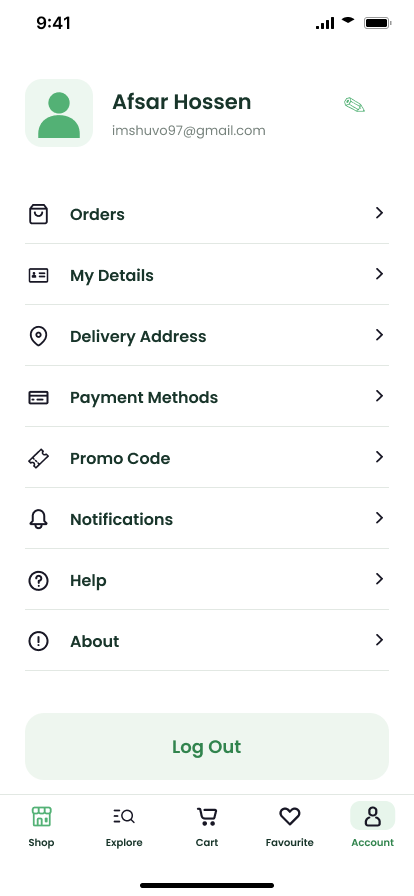 9:41
Afsar Hossen
imshuvo97@gmail.com
Orders
My Details
Delivery Address
Payment Methods
Promo Code
Notifications
Help
About
Log Out
Shop
Explore
Cart
Favourite
Account